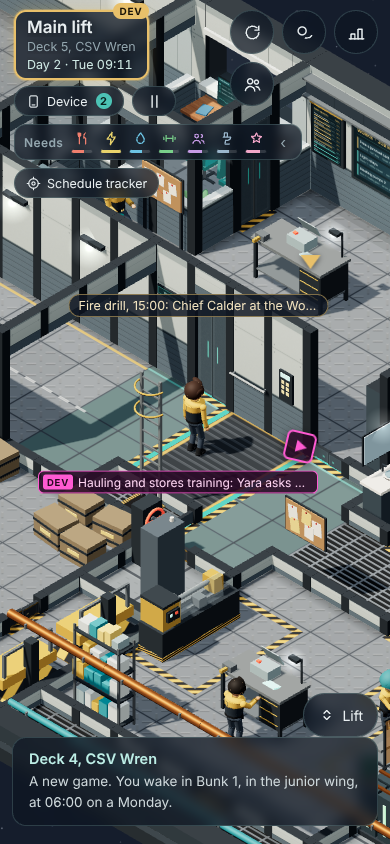 DEV
Main lift
Deck 5, CSV Wren
Day 2 · Tue 09:11
Device 2
Needs
Schedule tracker
Fire drill, 15:00: Chief Calder at the Wo...
DEV Hauling and stores training: Yara asks ...
Lift
Deck 4, CSV Wren
A new game. You wake in Bunk 1, in the junior wing,
at 06:00 on a Monday.